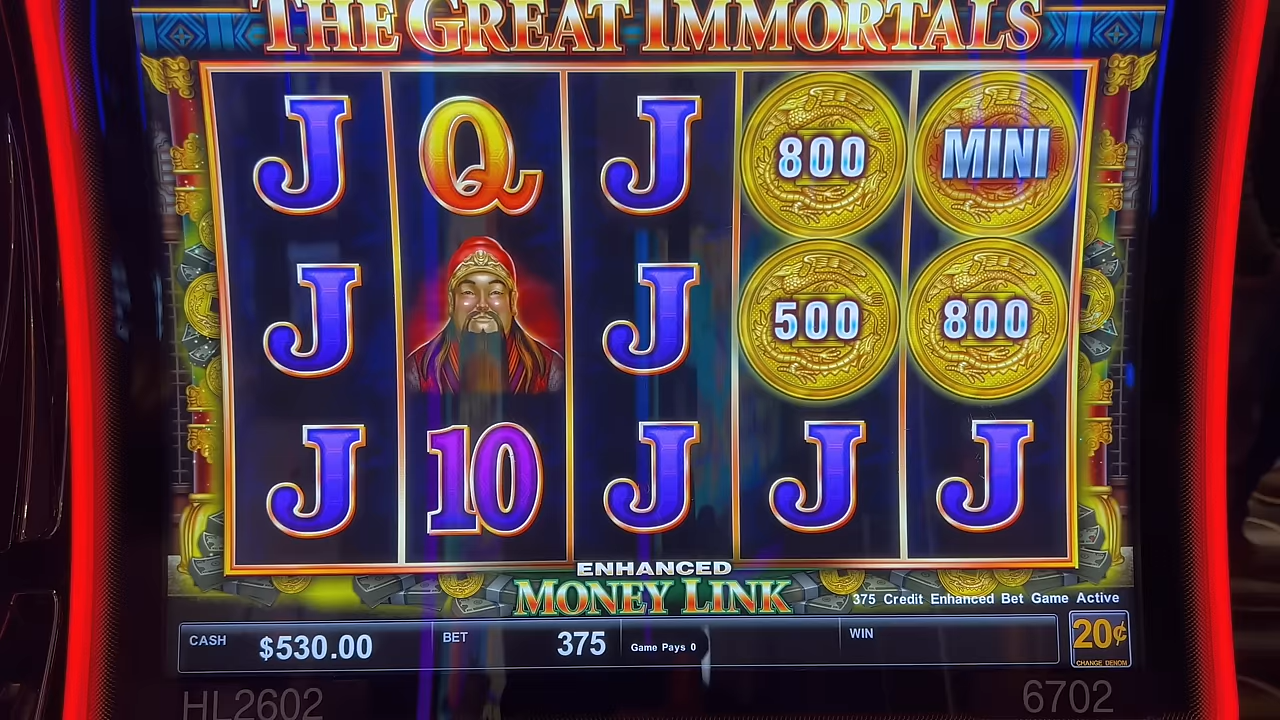 THE GREAT IMMORTALS
J Q J 800 MINI
J J 500 800
J 10 J J J
ENHANCED
MONEY LINK
375 Credit Enhanced Bet Game Active
CASH $530.00 BET 375 Game Pays 0 WIN 20¢
CHANGE DENOM
HL2602 6702